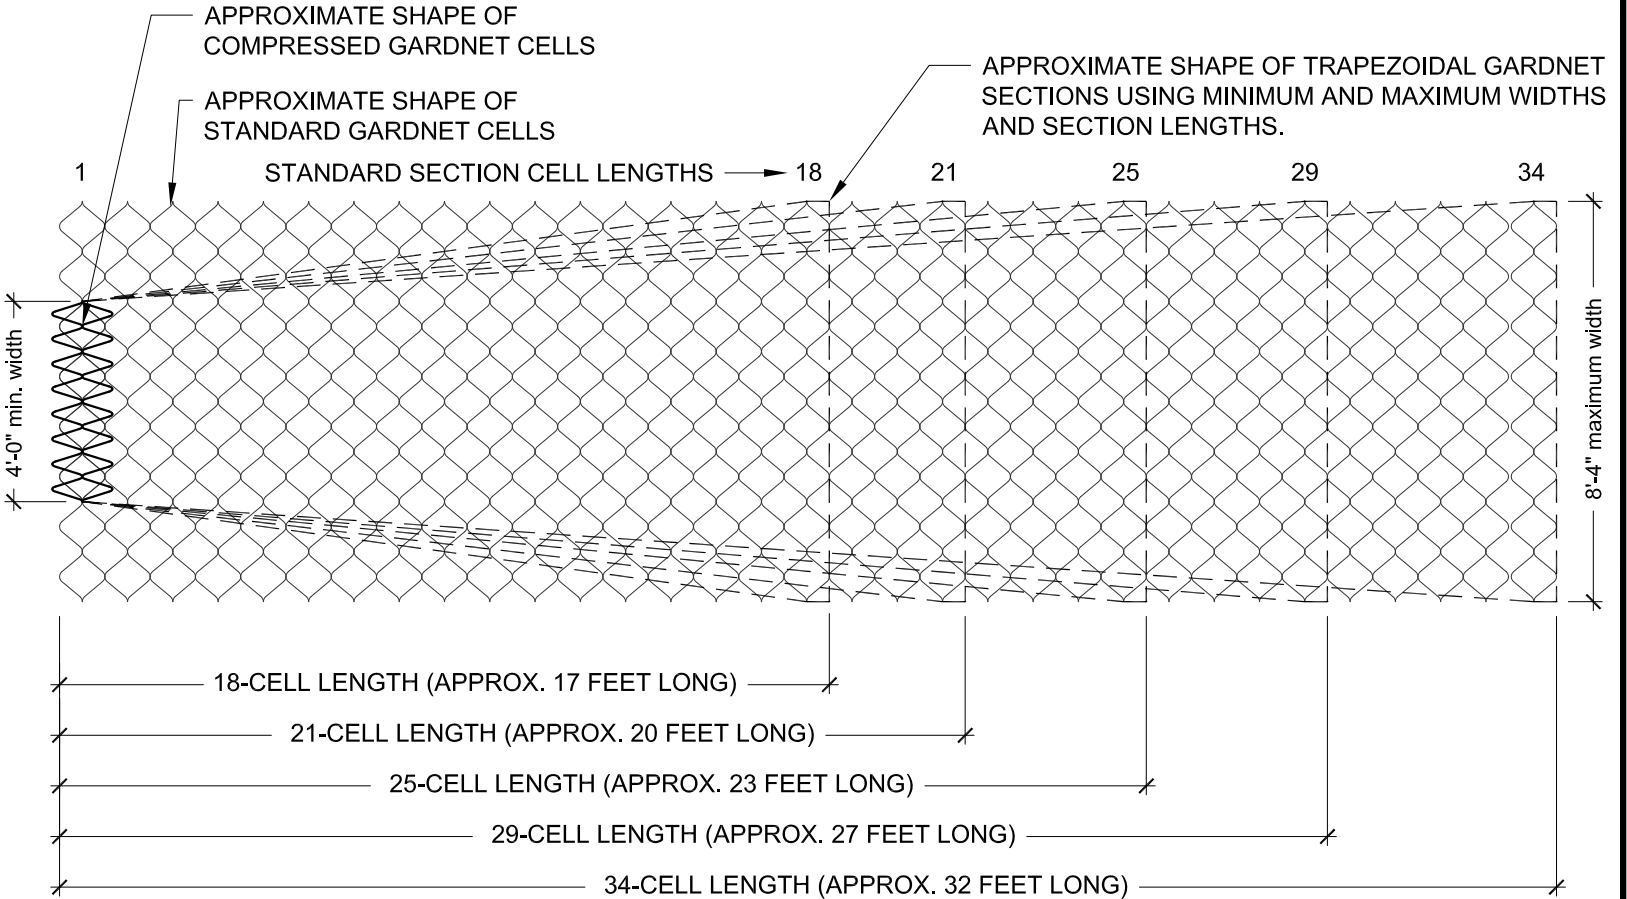 APPROXIMATE SHAPE OF
COMPRESSED GARDNET CELLS
APPROXIMATE SHAPE OF
STANDARD GARDNET CELLS
APPROXIMATE SHAPE OF TRAPEZOIDAL GARDNET
SECTIONS USING MINIMUM AND MAXIMUM WIDTHS
AND SECTION LENGTHS.
1 STANDARD SECTION CELL LENGTHS 18 21 25 29 34
4'-0" min. width
8'-4" maximum width
18-CELL LENGTH (APPROX. 17 FEET LONG)
21-CELL LENGTH (APPROX. 20 FEET LONG)
25-CELL LENGTH (APPROX. 23 FEET LONG)
29-CELL LENGTH (APPROX. 27 FEET LONG)
34-CELL LENGTH (APPROX. 32 FEET LONG)